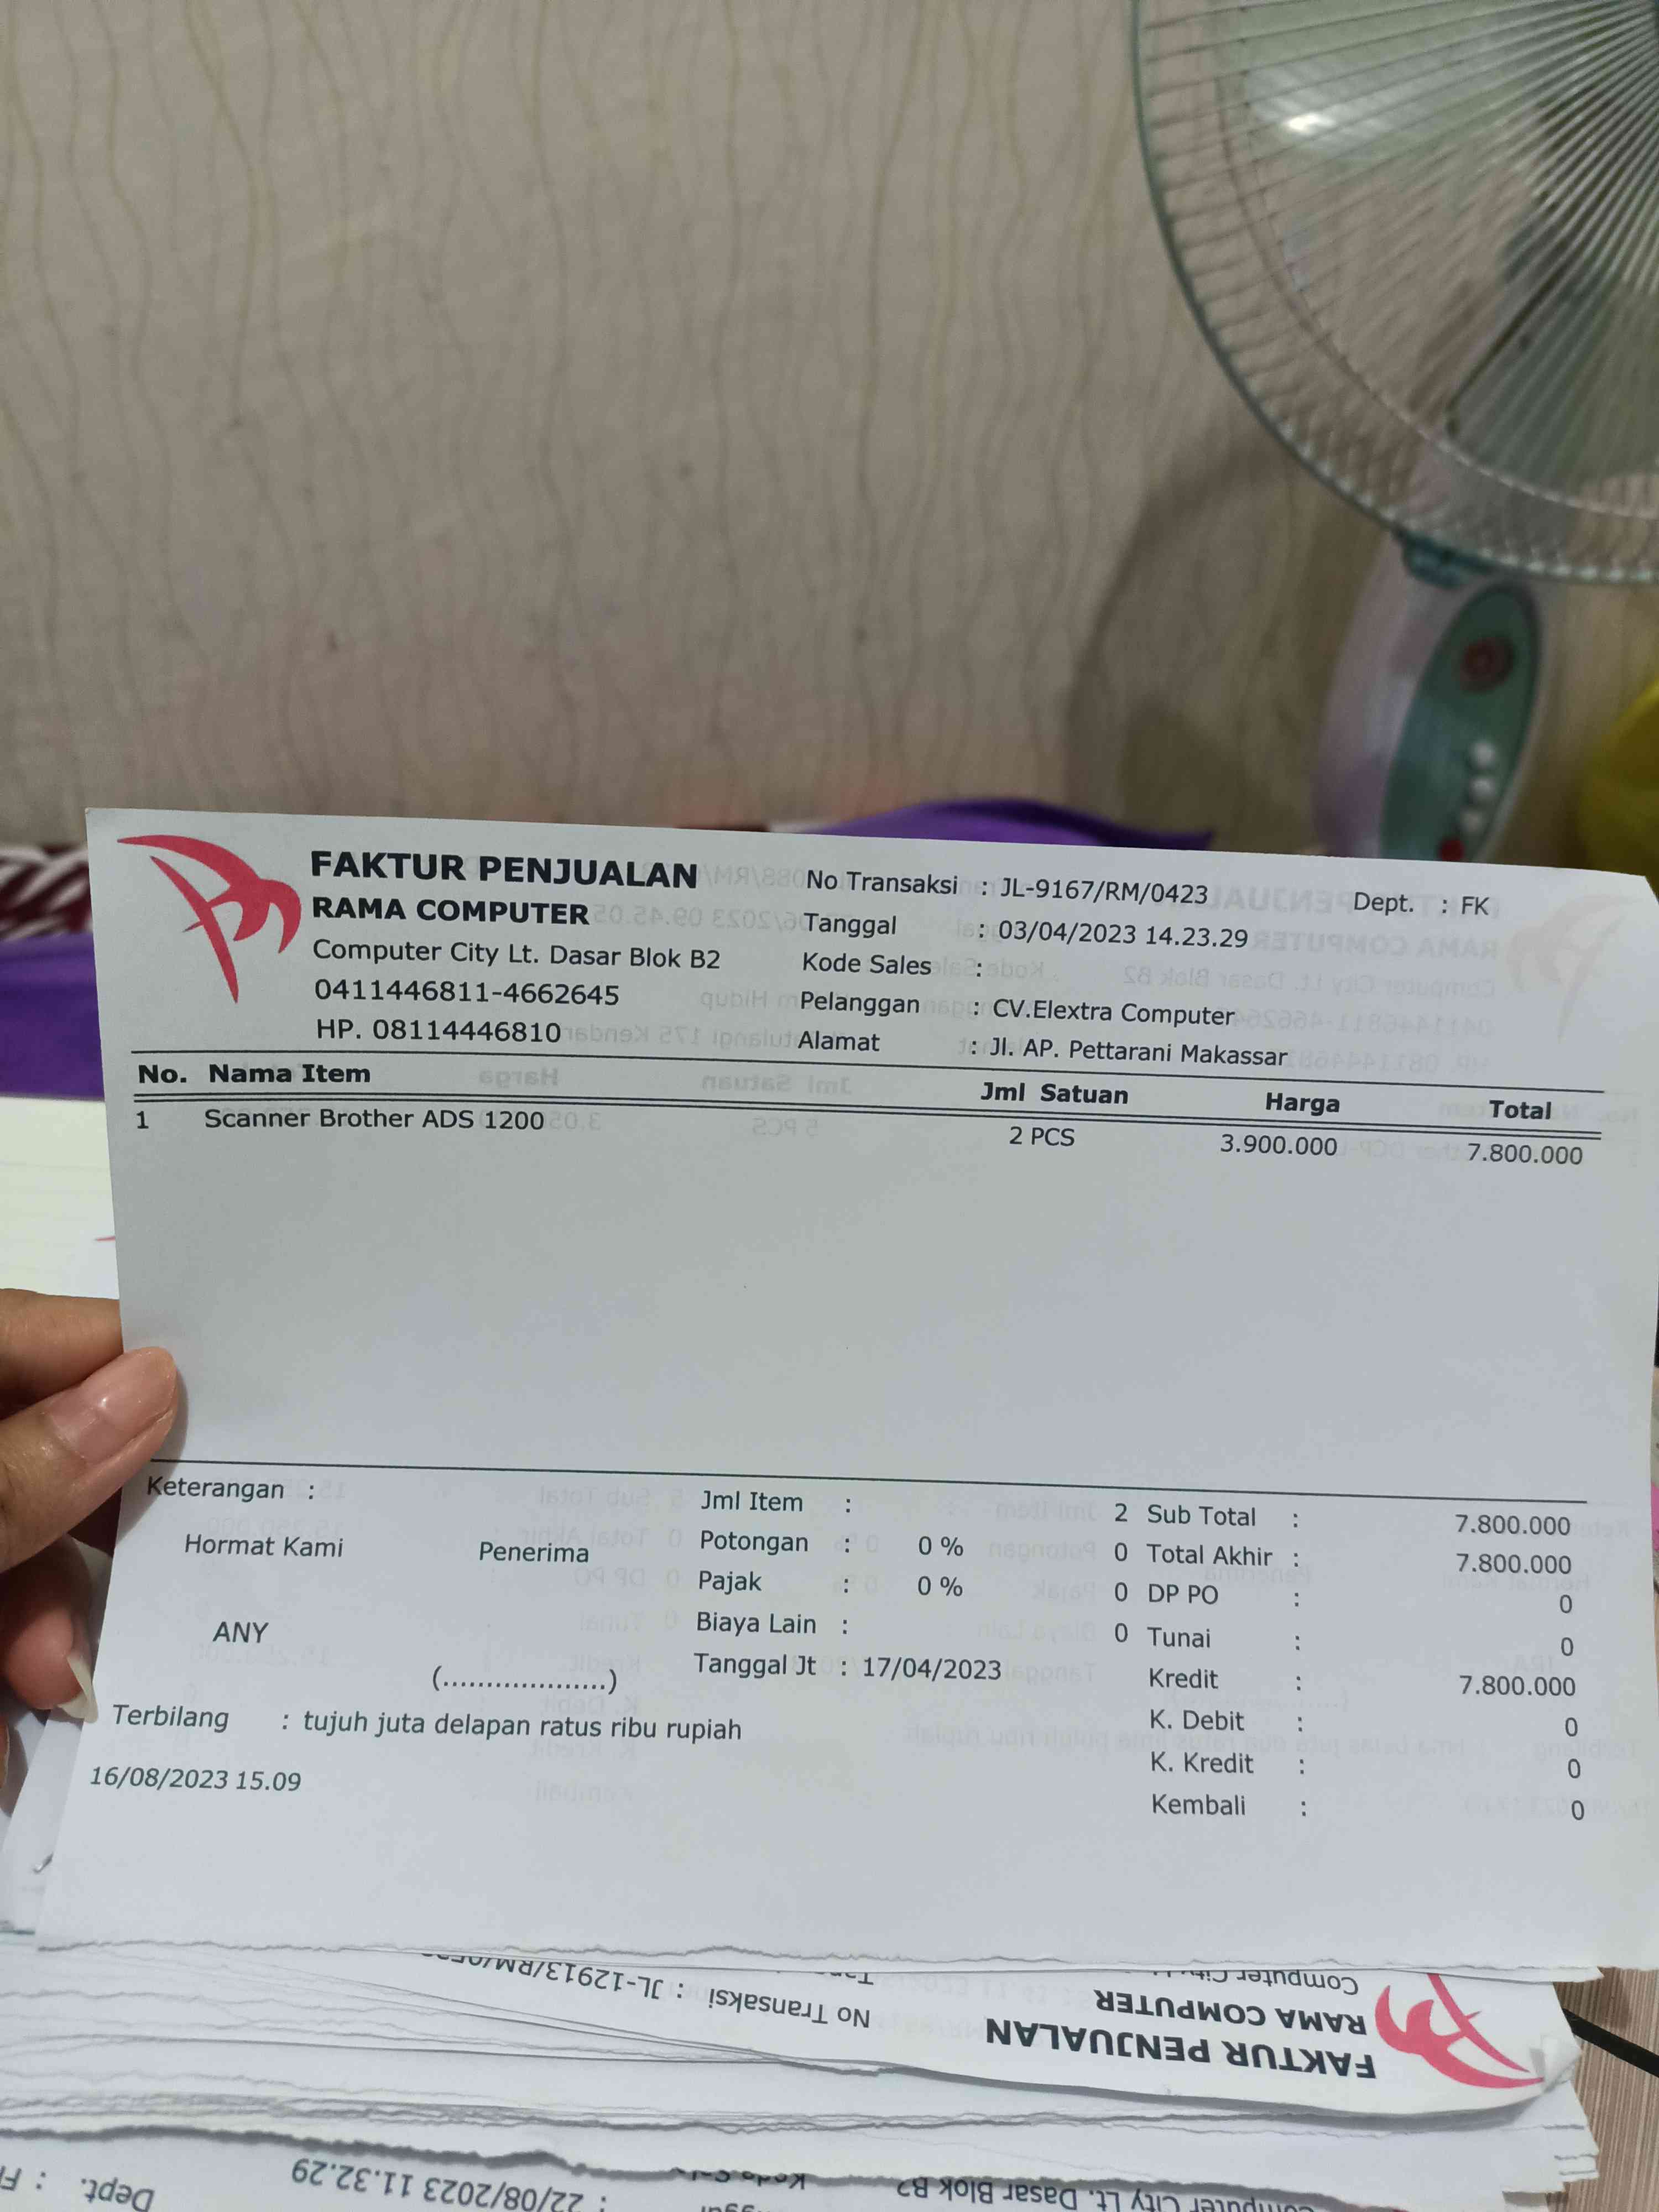 FAKTUR PENJUALAN
RAMA COMPUTER
Computer City Lt. Dasar Blok B2
0411446811-4662645
HP. 08114446810
No Transaksi : JL-9167/RM/0423
Dept. : FK
Tanggal : 03/04/2023 14.23.29
Kode Sales :
Pelanggan : CV.Elextra Computer
Alamat : Jl. AP. Pettarani Makassar
No. Nama Item Jml Satuan Harga Total
1 Scanner Brother ADS 1200 2 PCS 3.900.000 7.800.000
Keterangan :
Hormat Kami Penerima
ANY
(...................)
Jml Item : 2
Potongan : 0 % 0
Pajak : 0 % 0
Biaya Lain : 0
Tanggal Jt : 17/04/2023
Sub Total : 7.800.000
Total Akhir : 7.800.000
DP PO : 0
Tunai : 0
Kredit : 7.800.000
K. Debit : 0
K. Kredit : 0
Kembali : 0
Terbilang : tujuh juta delapan ratus ribu rupiah
16/08/2023 15.09
FAKTUR PENJUALAN
RAMA COMPUTER
Computer City
No Transaksi : JL-12913/RM/
Lt. Dasar Blok B2
: 22/08/2023 11.32.29
Dept. :